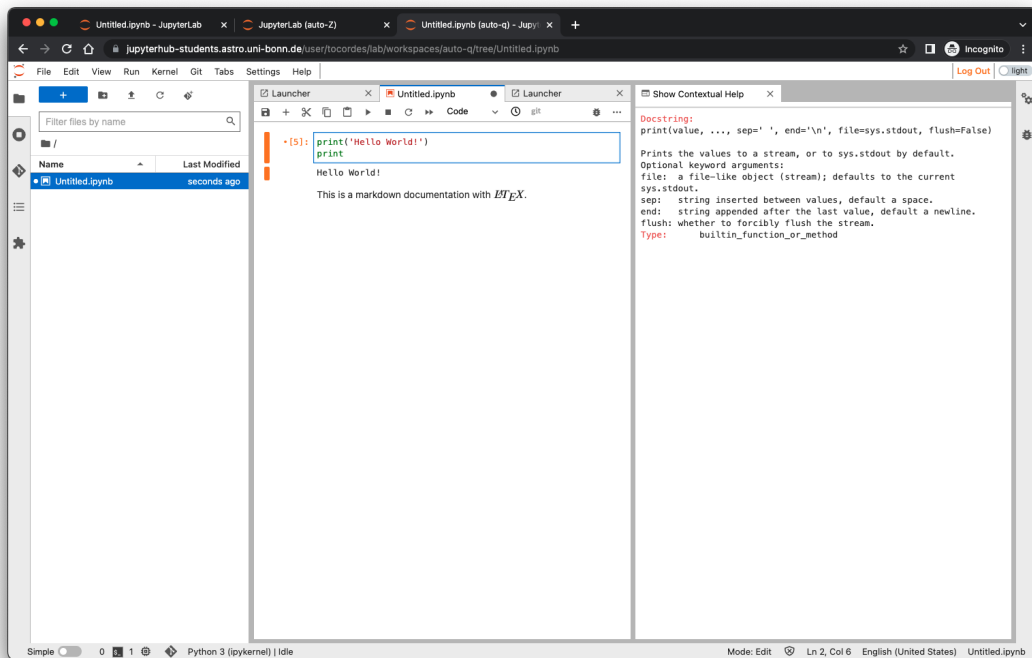 Untitled.ipynb - JupyterLab
JupyterLab (auto-Z)
Untitled.ipynb (auto-q) - Jupyt
jupyterhub-students.astro.uni-bonn.de/user/tocordes/lab/workspaces/auto-q/tree/Untitled.ipynb
Incognito
File Edit View Run Kernel Git Tabs Settings Help
Log Out
light
Filter files by name
/
Name Last Modified
Untitled.ipynb seconds ago
Launcher
Untitled.ipynb
Launcher
Code
git
*[5]: print('Hello World!')
print
Hello World!
This is a markdown documentation with LATEX.
Show Contextual Help
Docstring:
print(value, ..., sep=' ', end='\n', file=sys.stdout, flush=False)
Prints the values to a stream, or to sys.stdout by default.
Optional keyword arguments:
file: a file-like object (stream); defaults to the current
sys.stdout.
sep: string inserted between values, default a space.
end: string appended after the last value, default a newline.
flush: whether to forcibly flush the stream.
Type: builtin_function_or_method
Simple 0 1 Python 3 (ipykernel) | Idle
Mode: Edit Ln 2, Col 6 English (United States) Untitled.ipynb